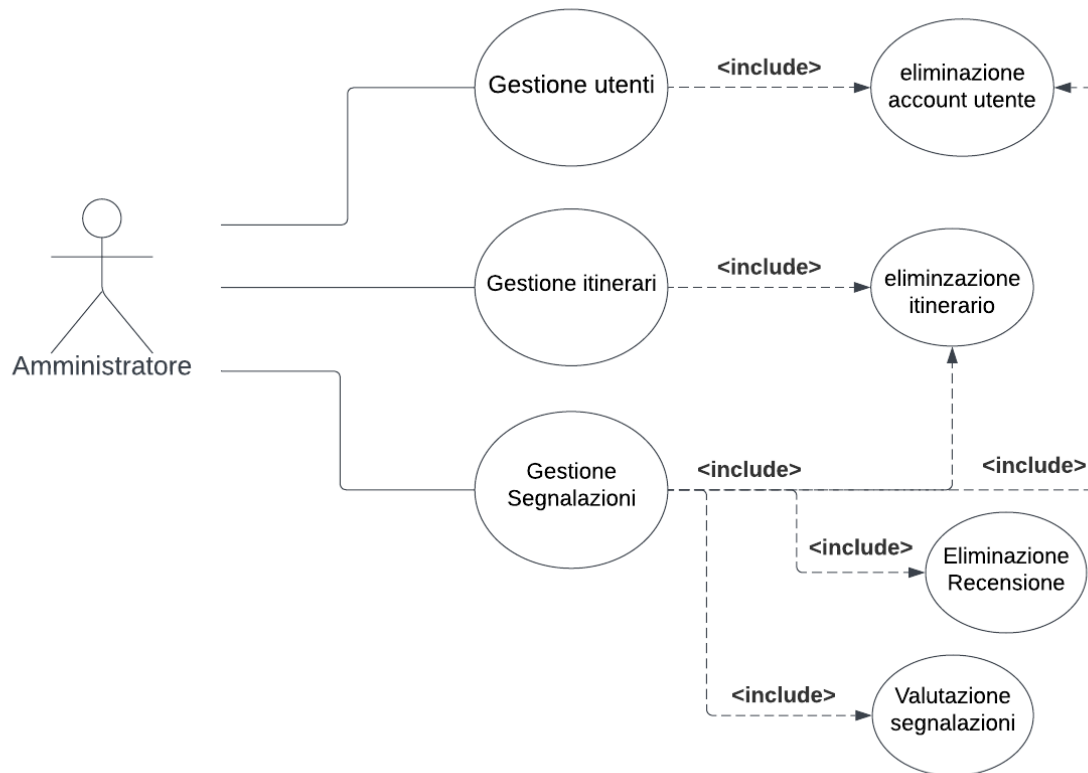 Gestione utenti
<include>
eliminazione
account utente
Gestione itinerari
<include>
eliminzazione
itinerario
Amministratore
Gestione
Segnalazioni
<include>
<include>
<include>
Eliminazione
Recensione
<include>
Valutazione
segnalazioni